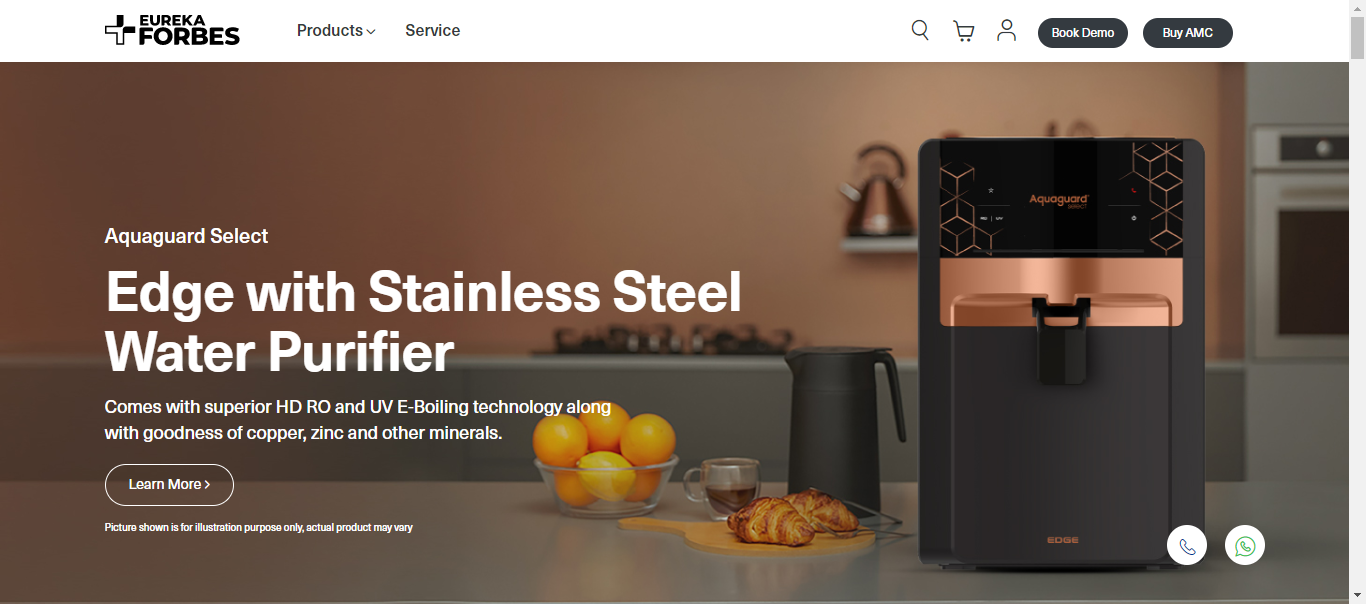 EUREKA
FORBES
Products
Service
Book Demo
Buy AMC
Aquaguard Select
Edge with Stainless Steel
Water Purifier
Comes with superior HD RO and UV E-Boiling technology along
with goodness of copper, zinc and other minerals.
Learn More >
Picture shown is for illustration purpose only, actual product may vary
Aquaguard
select
EDGE